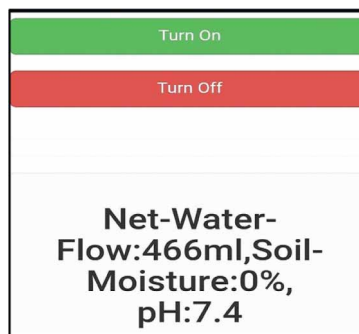 Turn On
Turn Off
Net-Water-
Flow:466ml,Soil-
Moisture:0%,
pH:7.4